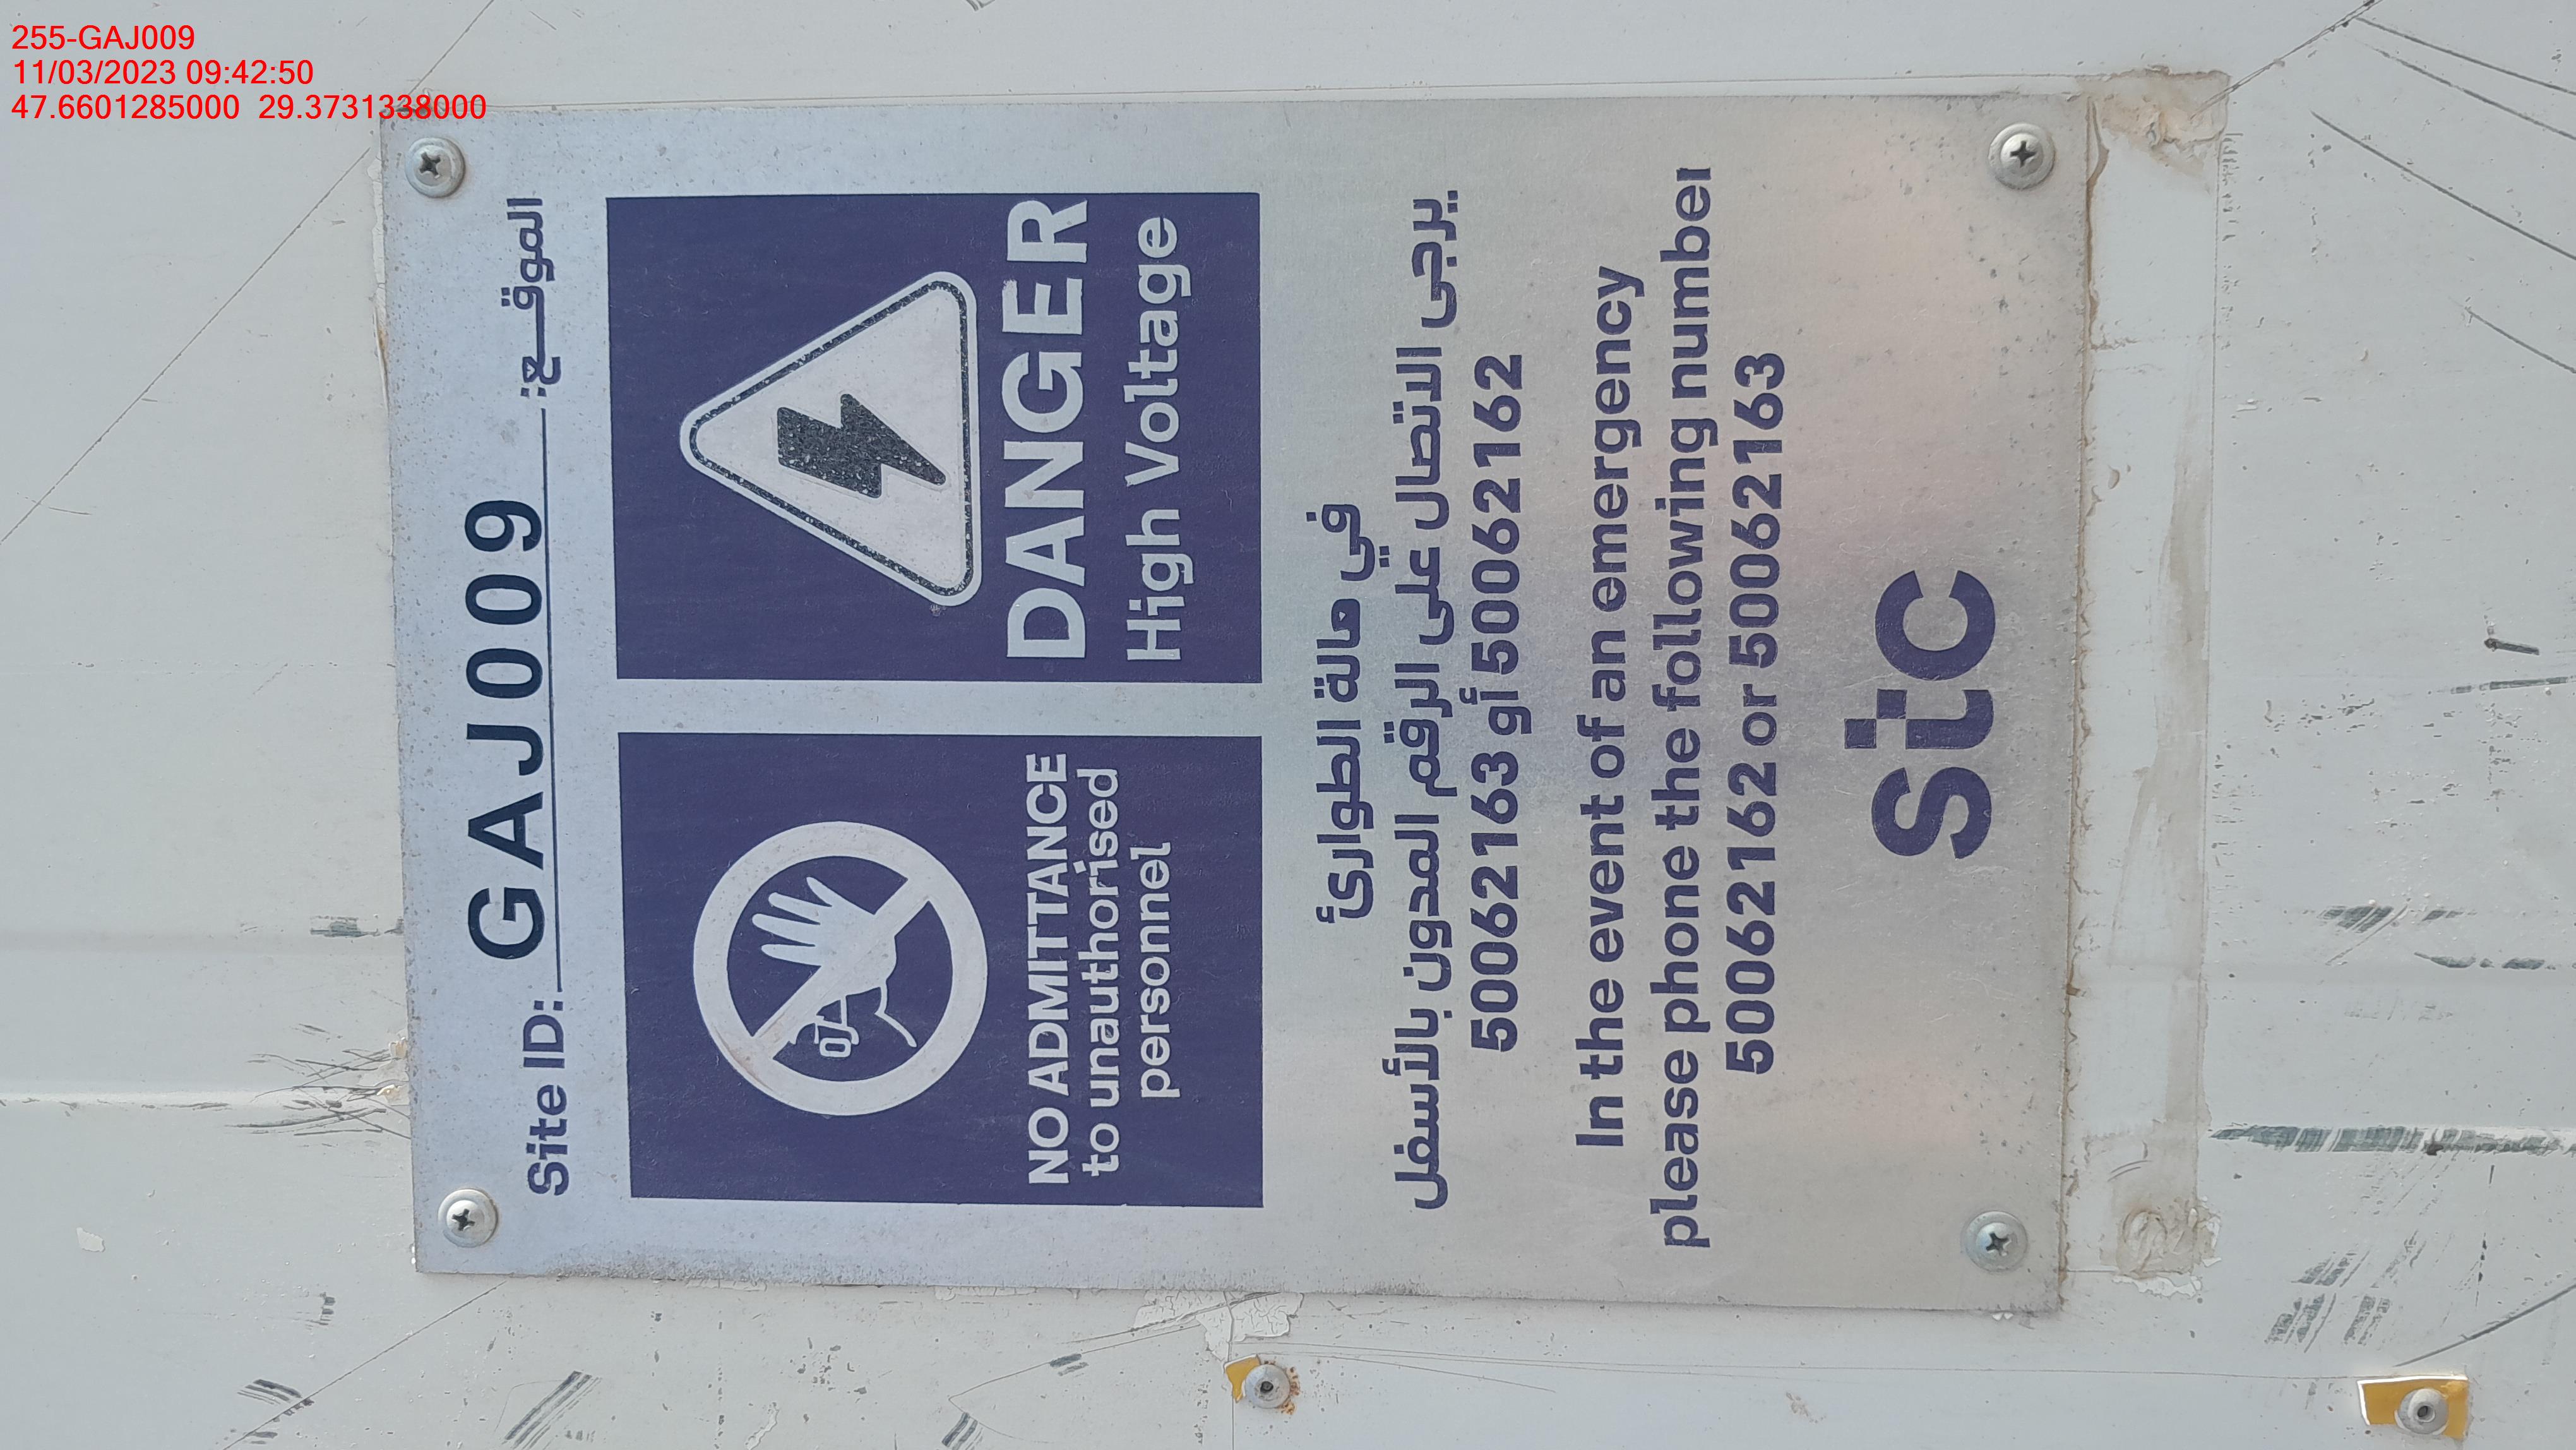 255-GAJ009
11/03/2023 09:42:50
47.6601285000 29.3731338000
Site ID: GAJ009 الموقع:
NO ADMITTANCE
to unauthorised
personnel
DANGER
High Voltage
في حالة الطوارئ
يرجى الاتصال على الرقم المدون بالأسفل
50062163 أو 50062162
In the event of an emergency
please phone the following number
50062162 or 50062163
stc